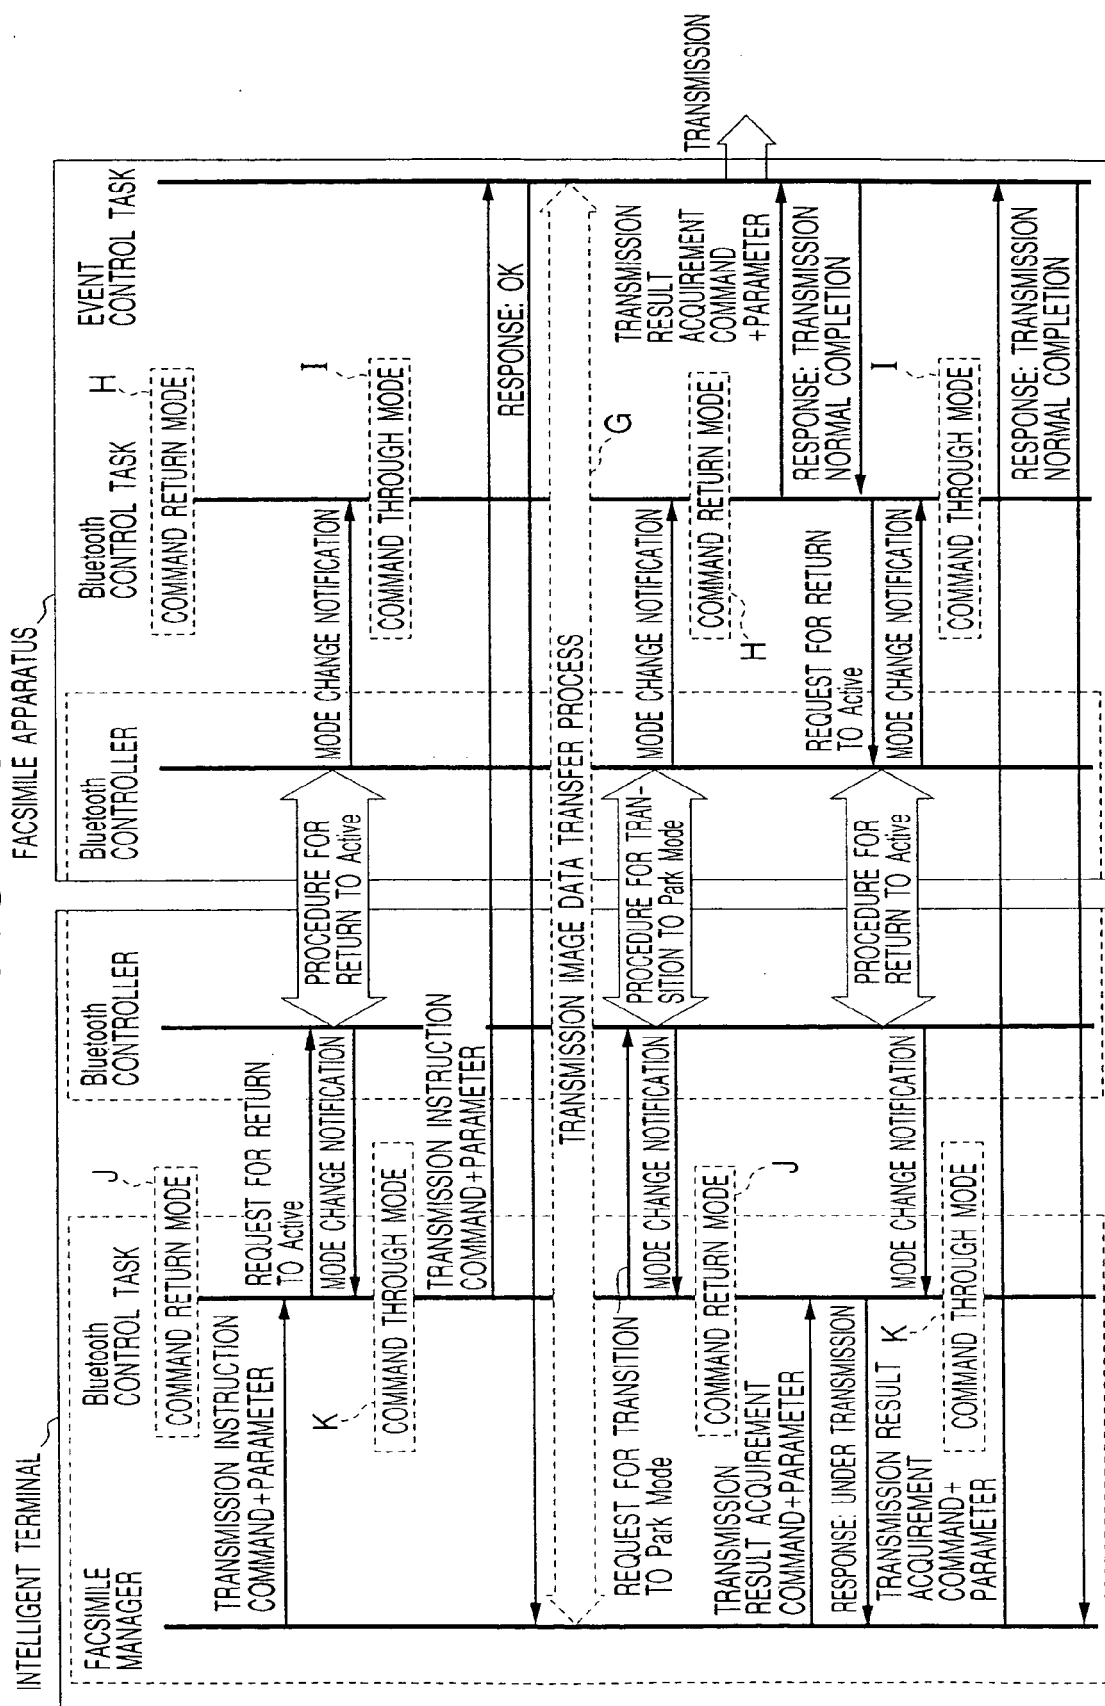 INTELLIGENT TERMINAL
FACSIMILE APPARATUS
FACSIMILE
MANAGER
Bluetooth
CONTROL TASK
Bluetooth
CONTROLLER
Bluetooth
CONTROLLER
Bluetooth
CONTROL TASK
EVENT
CONTROL TASK
J
COMMAND RETURN MODE
H
COMMAND RETURN MODE
TRANSMISSION INSTRUCTION
COMMAND+PARAMETER
REQUEST FOR RETURN
TO Active
PROCEDURE FOR
RETURN TO Active
MODE CHANGE NOTIFICATION
MODE CHANGE NOTIFICATION
K
COMMAND THROUGH MODE
I
COMMAND THROUGH MODE
TRANSMISSION INSTRUCTION
COMMAND+PARAMETER
RESPONSE: OK
TRANSMISSION IMAGE DATA TRANSFER PROCESS
G
REQUEST FOR TRANSITION
TO Park Mode
PROCEDURE FOR TRAN-
SITION TO Park Mode
MODE CHANGE NOTIFICATION
MODE CHANGE NOTIFICATION
COMMAND RETURN MODE
J
COMMAND RETURN MODE
H
TRANSMISSION
RESULT
ACQUIREMENT
COMMAND
+PARAMETER
TRANSMISSION
TRANSMISSION
RESULT ACQUIREMENT
COMMAND+PARAMETER
RESPONSE: UNDER TRANSMISSION
RESPONSE: TRANSMISSION
NORMAL COMPLETION
REQUEST FOR RETURN
TO Active
PROCEDURE FOR
RETURN TO Active
MODE CHANGE NOTIFICATION
MODE CHANGE NOTIFICATION
K
COMMAND THROUGH MODE
I
COMMAND THROUGH MODE
TRANSMISSION RESULT
ACQUIREMENT
COMMAND+
PARAMETER
RESPONSE: TRANSMISSION
NORMAL COMPLETION